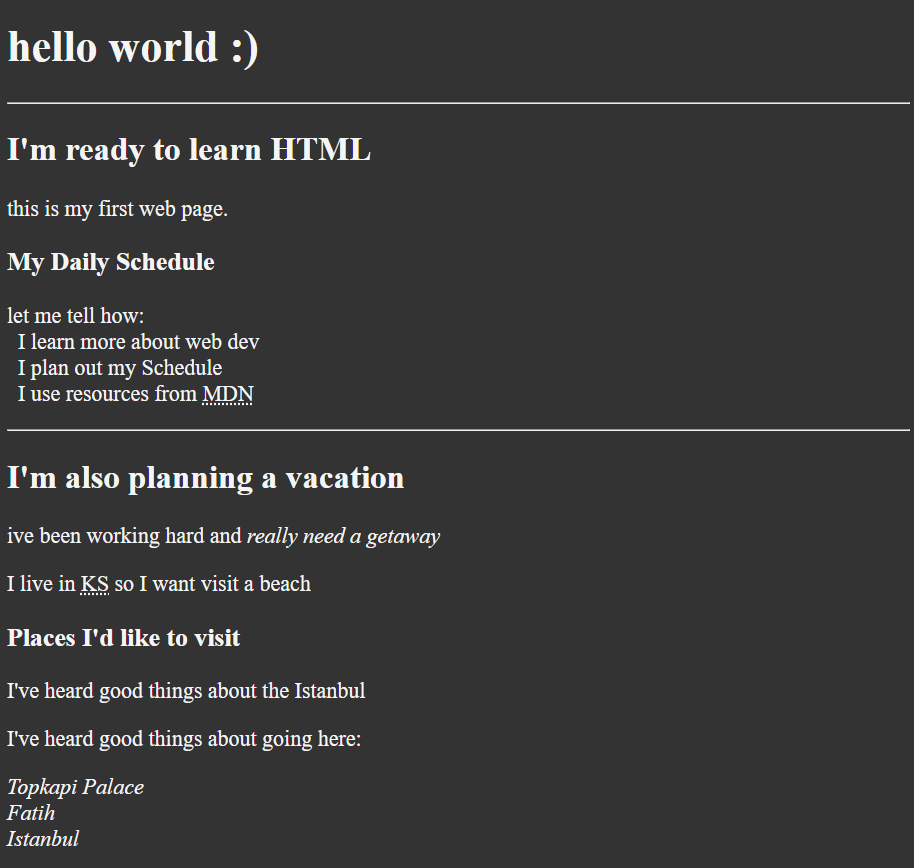 hello world :)
I'm ready to learn HTML
this is my first web page.
My Daily Schedule
let me tell how:
I learn more about web dev
I plan out my Schedule
I use resources from MDN
I'm also planning a vacation
ive been working hard and really need a getaway
I live in KS so I want visit a beach
Places I'd like to visit
I've heard good things about the Istanbul
I've heard good things about going here:
Topkapi Palace
Fatih
Istanbul